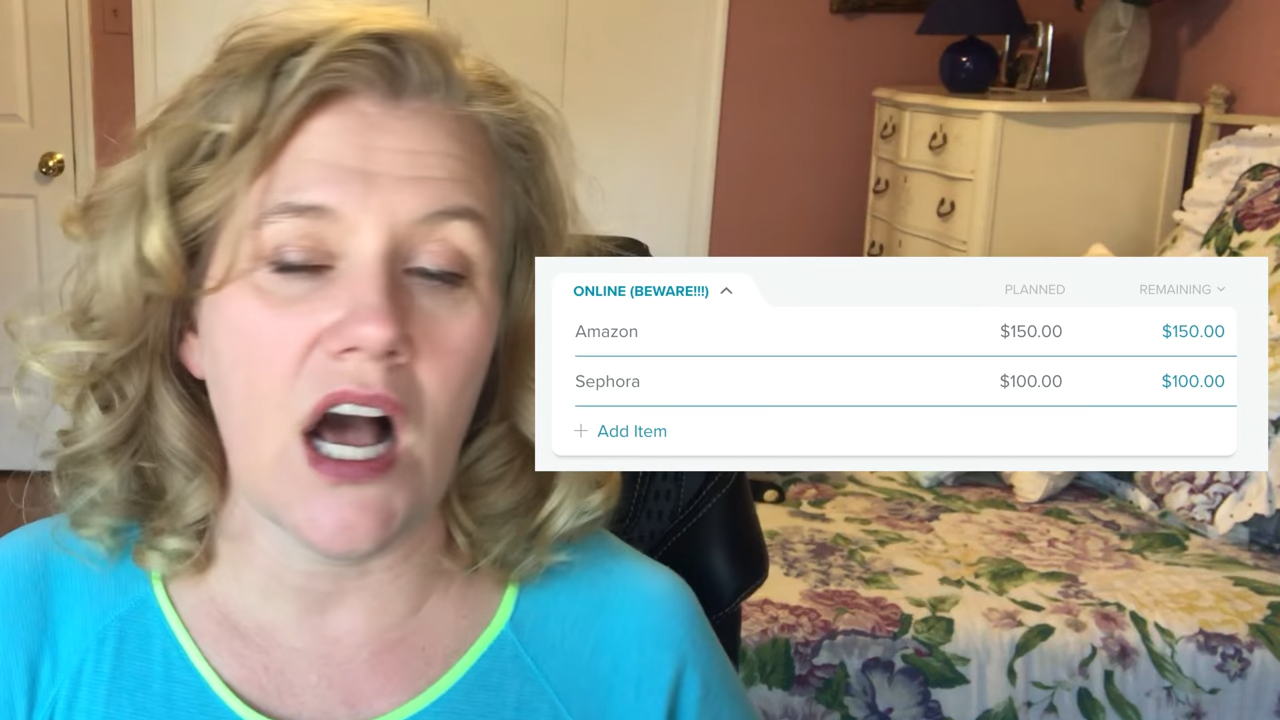 ONLINE (BEWARE!!!) PLANNED REMAINING
Amazon $150.00 $150.00
Sephora $100.00 $100.00
+ Add Item